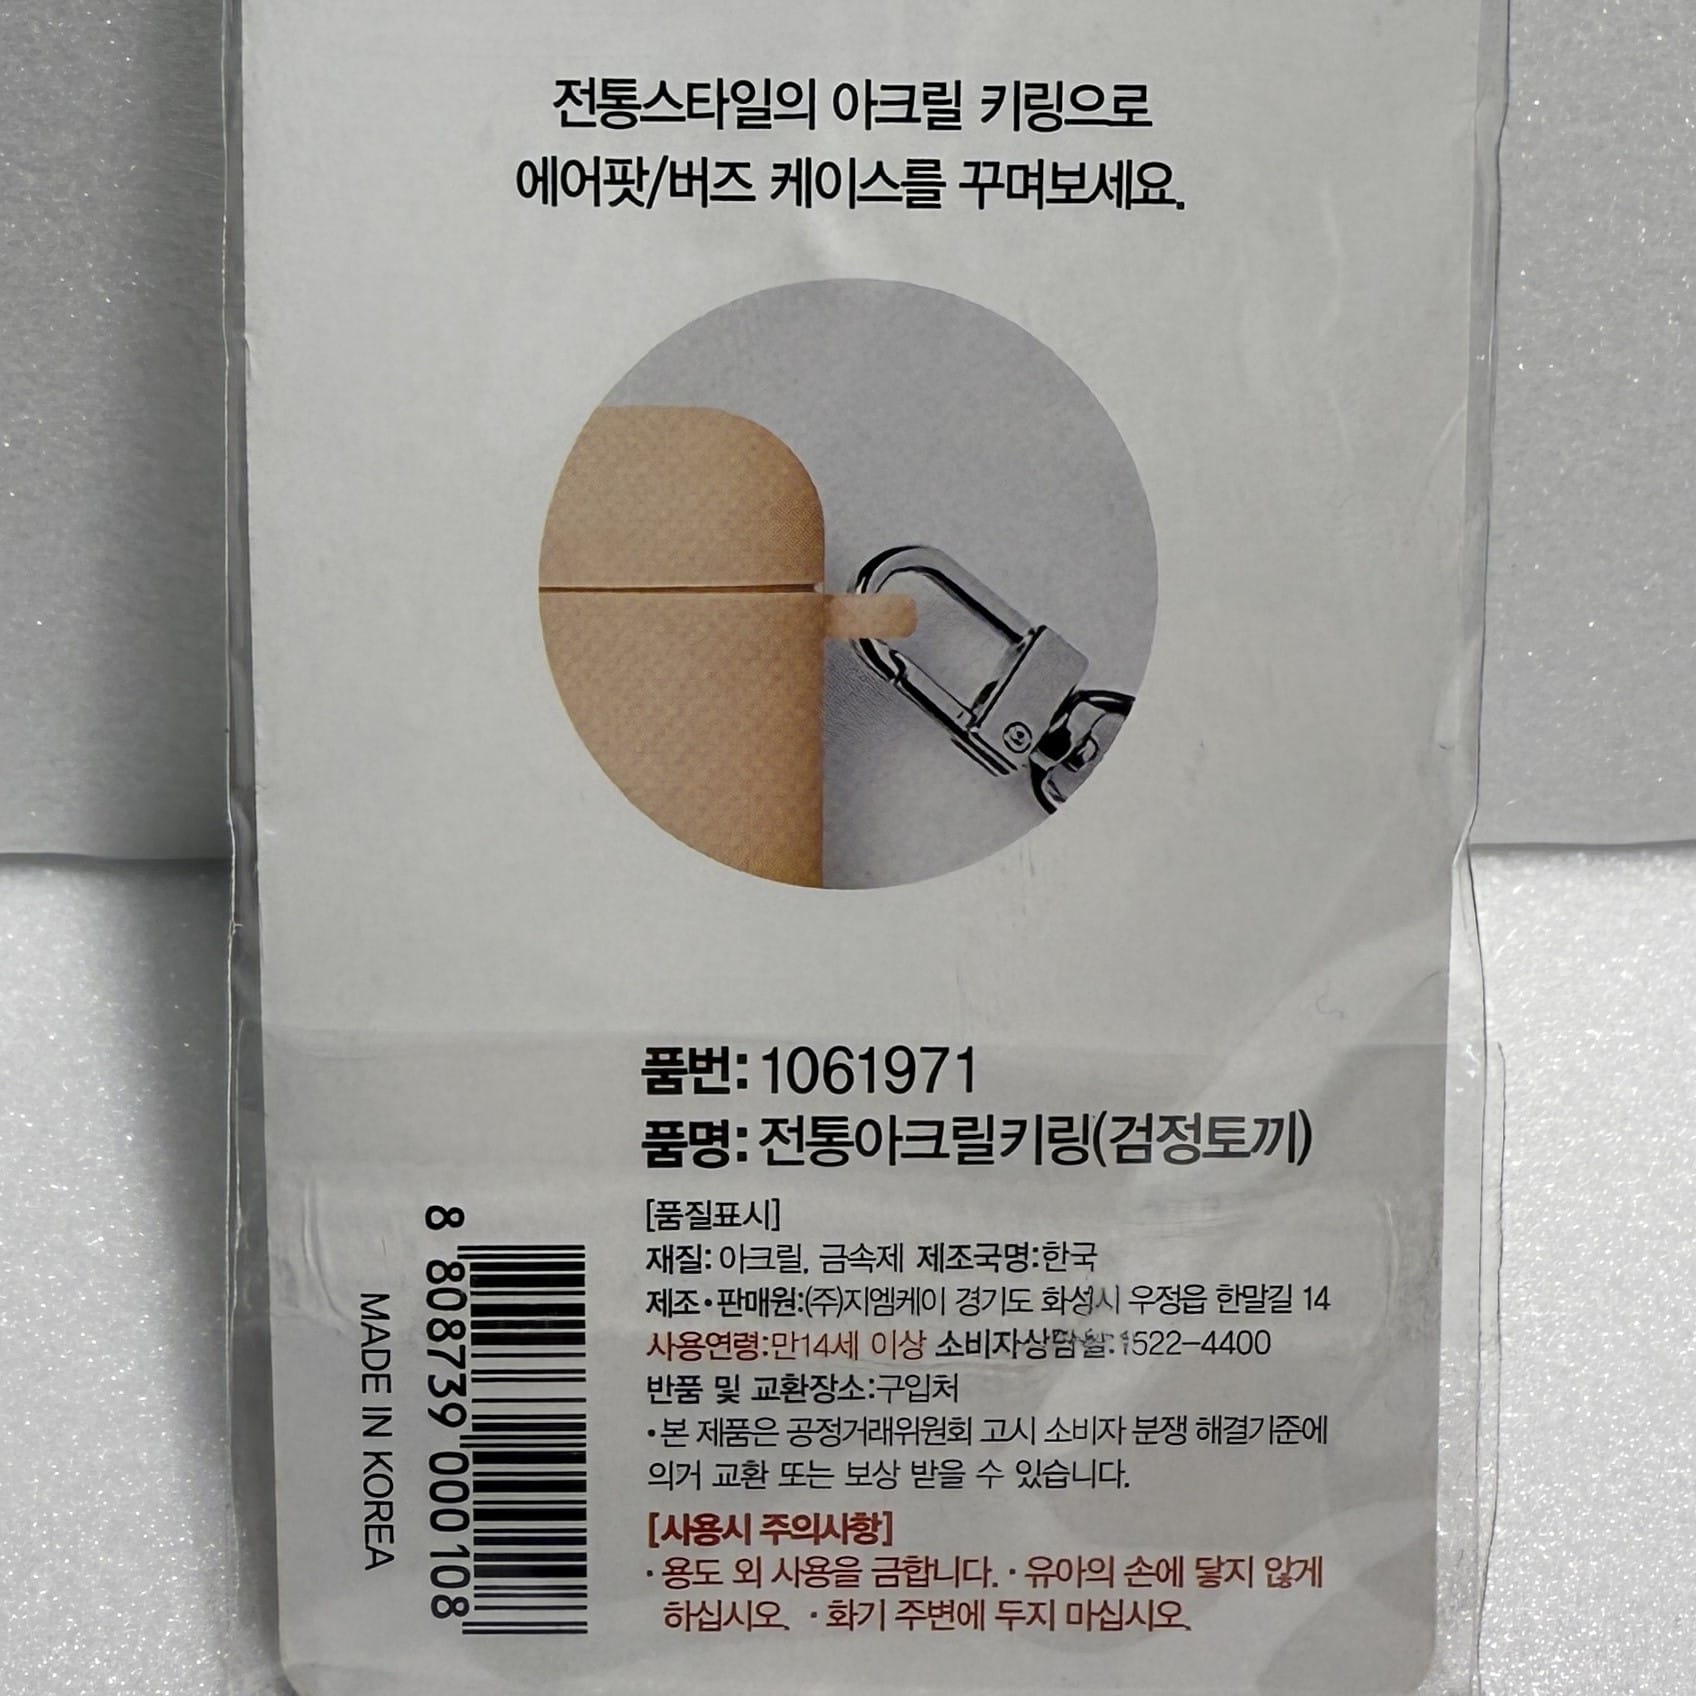 전통스타일의 아크릴 키링으로
에어팟/버즈 케이스를 꾸며보세요.
품번: 1061971
품명: 전통아크릴키링(검정토끼)
[품질표시]
재질: 아크릴, 금속제 제조국명:한국
제조•판매원:(주)지엠케이 경기도 화성시 우정읍 한말길 14
사용연령:만14세 이상 소비자상담실:1522-4400
반품 및 교환장소:구입처
•본 제품은 공정거래위원회 고시 소비자 분쟁 해결기준에
의거 교환 또는 보상 받을 수 있습니다.
[사용시 주의사항]
·용도 외 사용을 금합니다. ·유아의 손에 닿지 않게
하십시오. ·화기 주변에 두지 마십시오.
8 808739 000108
MADE IN KOREA